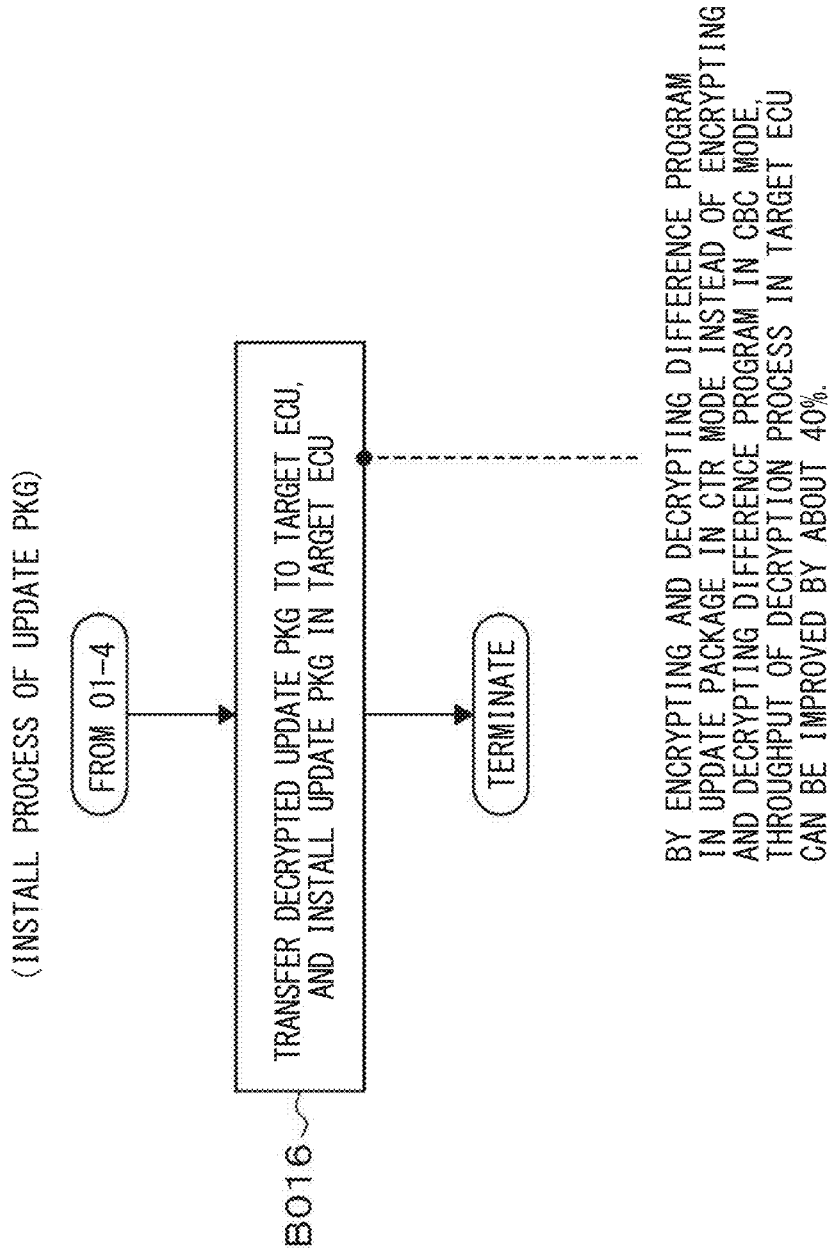 (INSTALL PROCESS OF UPDATE PKG)
FROM 01-4
B016
TRANSFER DECRYPTED UPDATE PKG TO TARGET ECU,
AND INSTALL UPDATE PKG IN TARGET ECU
TERMINATE
BY ENCRYPTING AND DECRYPTING DIFFERENCE PROGRAM
IN UPDATE PACKAGE IN CTR MODE INSTEAD OF ENCRYPTING
AND DECRYPTING DIFFERENCE PROGRAM IN CBC MODE,
THROUGHPUT OF DECRYPTION PROCESS IN TARGET ECU
CAN BE IMPROVED BY ABOUT 40%.